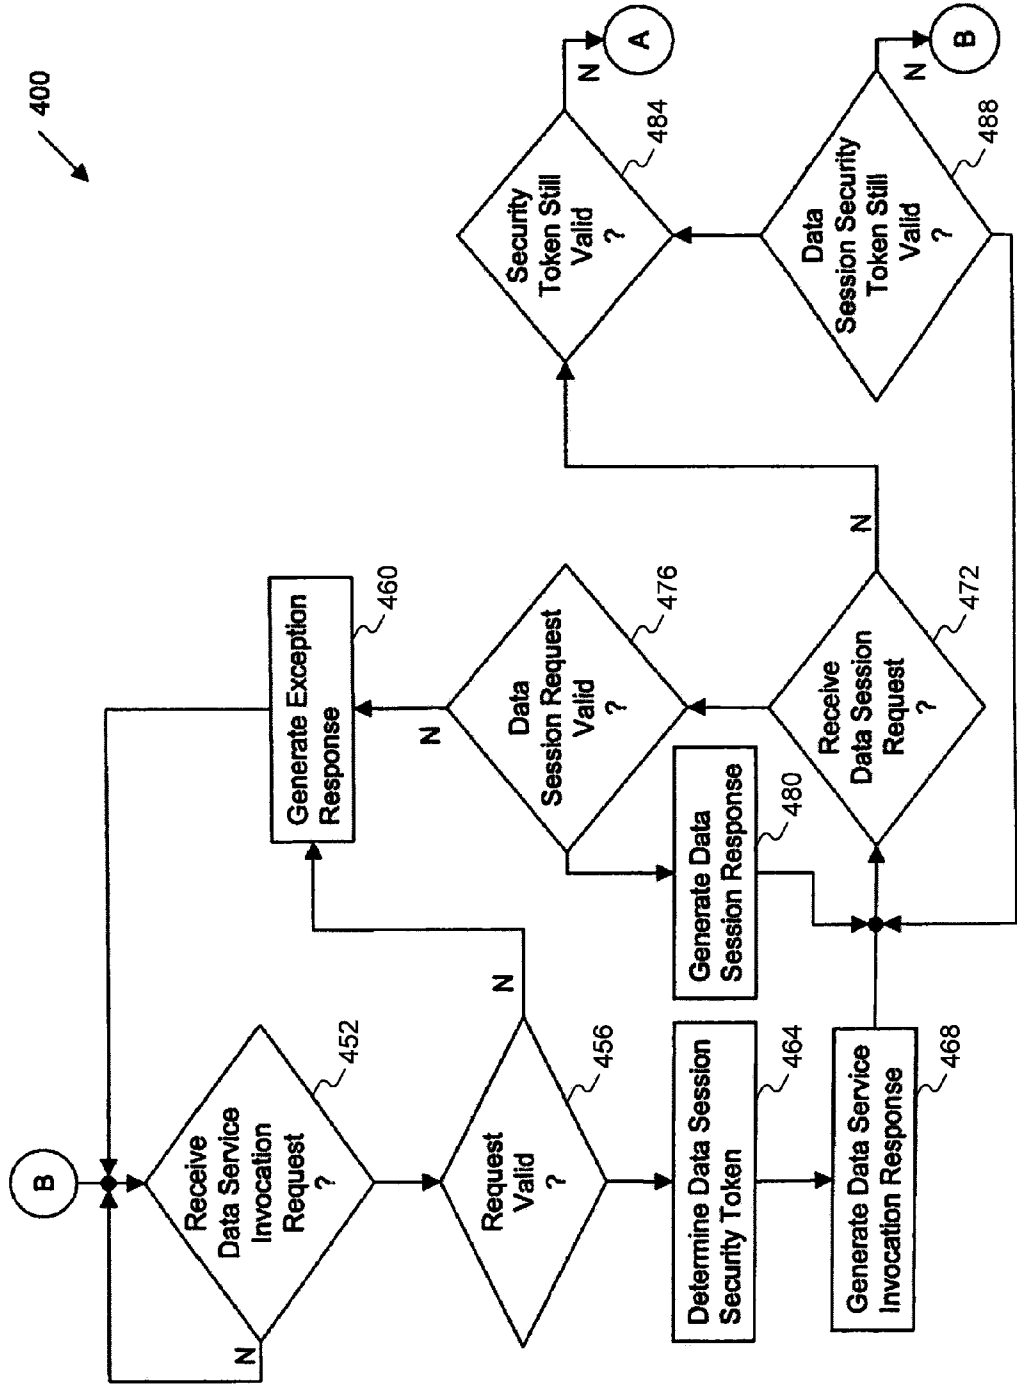 400
B
Receive
Data Service
Invocation
Request
?
452
N
Request
Valid
?
456
N
Generate Exception
Response
460
Determine Data Session
Security Token
464
Generate Data Service
Invocation Response
468
Receive
Data Session
Request
?
472
N
Data
Session Request
Valid
?
476
N
Generate Data
Session Response
480
Security
Token Still
Valid
?
484
N
A
Data
Session Security
Token Still
Valid
?
488
N
B